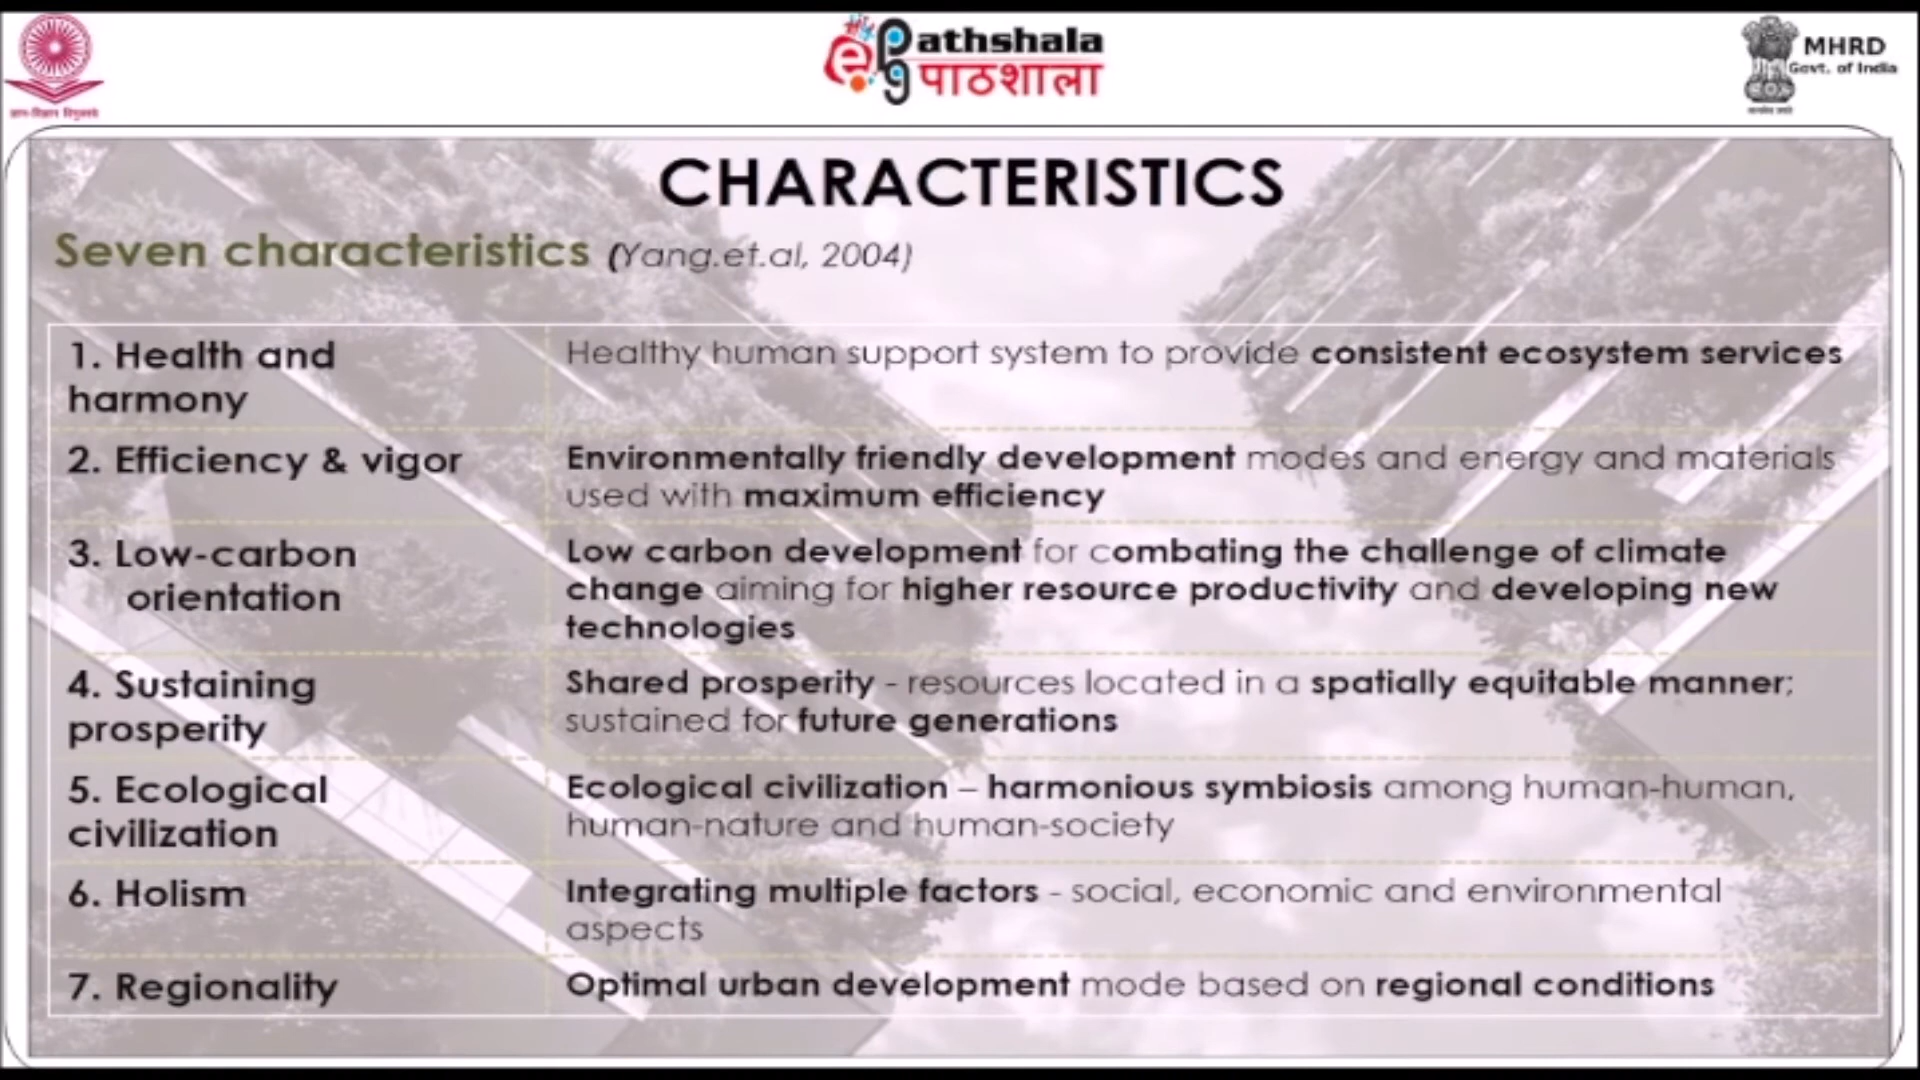 ePG Pathshala
पाठशाला
MHRD
Govt. of India
CHARACTERISTICS
Seven characteristics (Yang.et.al, 2004)
1. Health and
harmony
Healthy human support system to provide consistent ecosystem services
2. Efficiency & vigor
Environmentally friendly development modes and energy and materials
used with maximum efficiency
3. Low-carbon
orientation
Low carbon development for combating the challenge of climate
change aiming for higher resource productivity and developing new
technologies
4. Sustaining
prosperity
Shared prosperity - resources located in a spatially equitable manner;
sustained for future generations
5. Ecological
civilization
Ecological civilization – harmonious symbiosis among human-human,
human-nature and human-society
6. Holism
Integrating multiple factors - social, economic and environmental
aspects
7. Regionality
Optimal urban development mode based on regional conditions